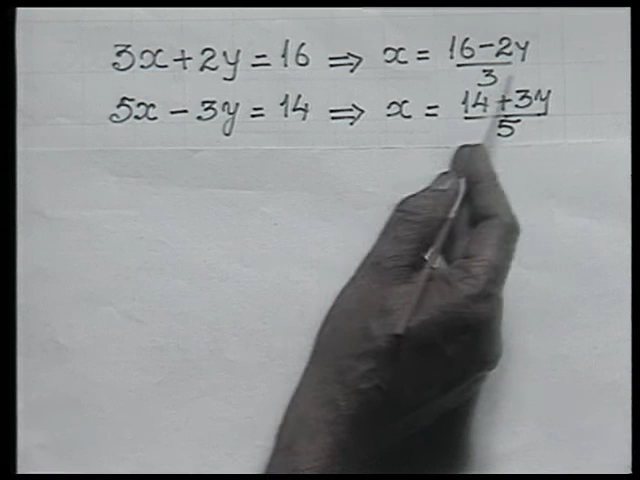 3x + 2y = 16 ⇒ x = (16 - 2y)/3
5x - 3y = 14 ⇒ x = (14 + 3y)/5